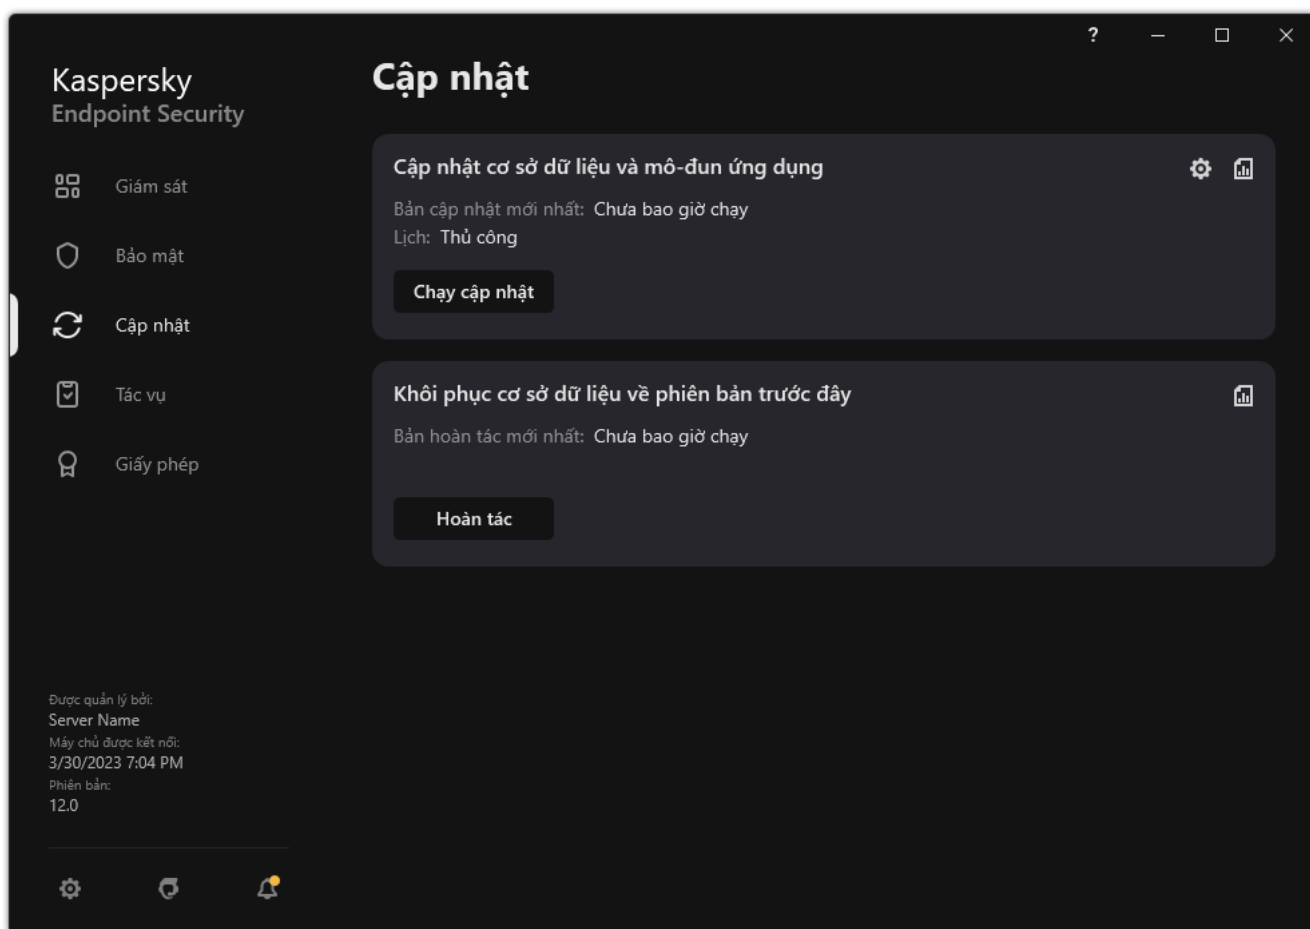 ?
Kaspersky
Endpoint Security
Giám sát
Bảo mật
Cập nhật
Tác vụ
Giấy phép
Được quản lý bởi:
Server Name
Máy chủ được kết nối:
3/30/2023 7:04 PM
Phiên bản:
12.0
Cập nhật
Cập nhật cơ sở dữ liệu và mô-đun ứng dụng
Bản cập nhật mới nhất: Chưa bao giờ chạy
Lịch: Thủ công
Chạy cập nhật
Khôi phục cơ sở dữ liệu về phiên bản trước đây
Bản hoàn tác mới nhất: Chưa bao giờ chạy
Hoàn tác